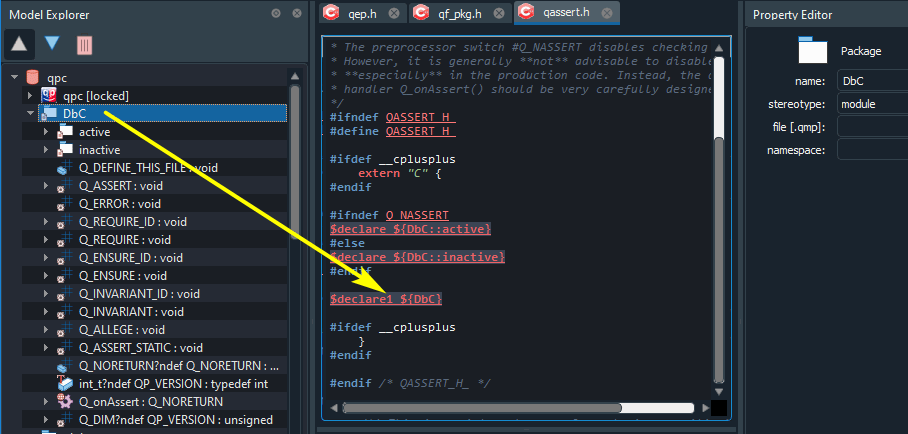 Model Explorer
qpc
qpc [locked]
DbC
active
inactive
Q_DEFINE_THIS_FILE : void
Q_ASSERT : void
Q_ERROR : void
Q_REQUIRE_ID : void
Q_REQUIRE : void
Q_ENSURE_ID : void
Q_ENSURE : void
Q_INVARIANT_ID : void
Q_INVARIANT : void
Q_ALLEGE : void
Q_ASSERT_STATIC : void
Q_NORETURN?ndef Q_NORETURN : ...
int_t?ndef QP_VERSION : typedef int
Q_onAssert : Q_NORETURN
Q_DIM?ndef QP_VERSION : unsigned
qep.h
qf_pkg.h
qassert.h
* The preprocessor switch #Q_NASSERT disables checking
* However, it is generally **not** advisable to disable
* **especially** in the production code. Instead, the
* handler Q_onAssert() should be very carefully designe
*/
#ifndef QASSERT_H_
#define QASSERT_H_
#ifdef __cplusplus
extern "C" {
#endif
#ifndef Q_NASSERT
$declare ${DbC::active}
#else
$declare ${DbC::inactive}
#endif
$declare1 ${DbC}
#ifdef __cplusplus
}
#endif
#endif /* QASSERT_H_ */
Property Editor
Package
name: DbC
stereotype: module
file [.qmp]:
namespace: